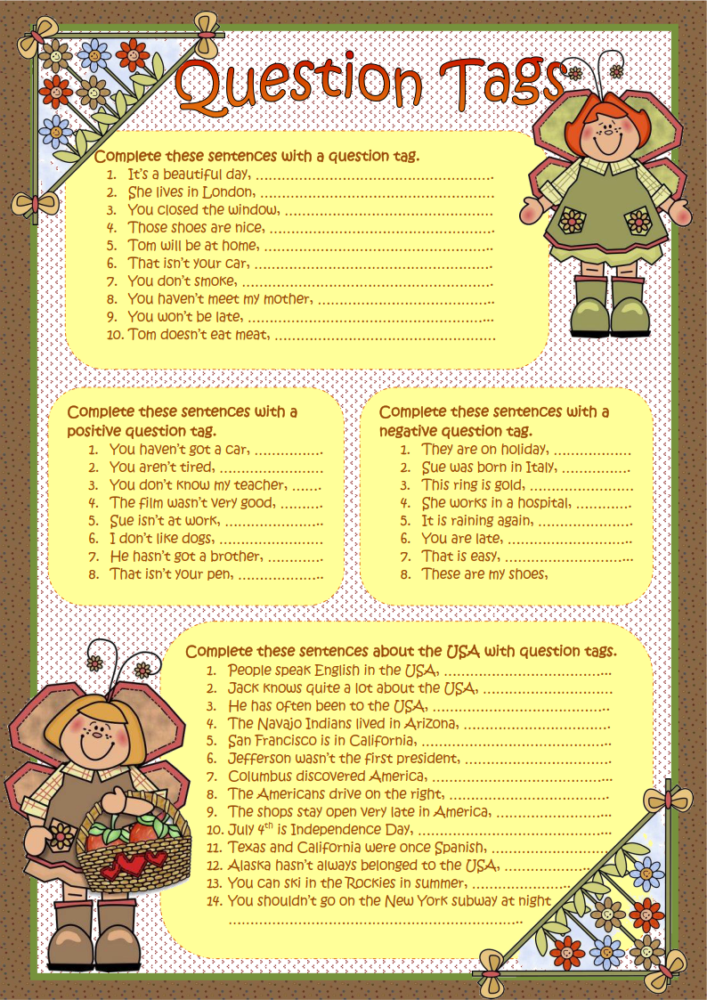 Question Tags
Complete these sentences with a question tag.
1. It's a beautiful day, ……………………………………………….
2. She lives in London, ………………………………………………
3. You closed the window, …………………………………………
4. Those shoes are nice, …………………………………………….
5. Tom will be at home, ……………………………………………..
6. That isn't your car, ……………………………………………….
7. You don't smoke, ………………………………………………….
8. You haven't meet my mother, …………………………………..
9. You won't be late, ………………………………………………...
10. Tom doesn't eat meat, ……………………………………………
Complete these sentences with a
positive question tag.
1. You haven't got a car, …………….
2. You aren't tired, ……………………
3. You don't know my teacher, …….
4. The film wasn't very good, ……….
5. Sue isn't at work, …………………..
6. I don't like dogs, ……………………
7. He hasn't got a brother, ………….
8. That isn't your pen, ………………..
Complete these sentences with a
negative question tag.
1. They are on holiday, ………………
2. Sue was born in Italy, …………….
3. This ring is gold, ……………………
4. She works in a hospital, ………….
5. It is raining again, …………………..
6. You are late, ………………………..
7. That is easy, …………………………...
8. These are my shoes,
Complete these sentences about the USA with question tags.
1. People speak English in the USA, …………………………………...
2. Jack knows quite a lot about the USA, …………………………
3. He has often been to the USA, ……………………………………..
4. The Navajo Indians lived in Arizona, …………………………….
5. San Francisco is in California, ……………………………………..
6. Jefferson wasn't the first president, …………………………….
7. Columbus discovered America, ……………………………………...
8. The Americans drive on the right, ……………………………….
9. The shops stay open very late in America, ………………………...
10. July 4th is Independence Day, ………………………………………...
11. Texas and California were once Spanish, ……………………….
12. Alaska hasn't always belonged to the USA, ………………..
13. You can ski in the Rockies in summer, …………………..
14. You shouldn't go on the New York subway at night
…………………………………………………………..